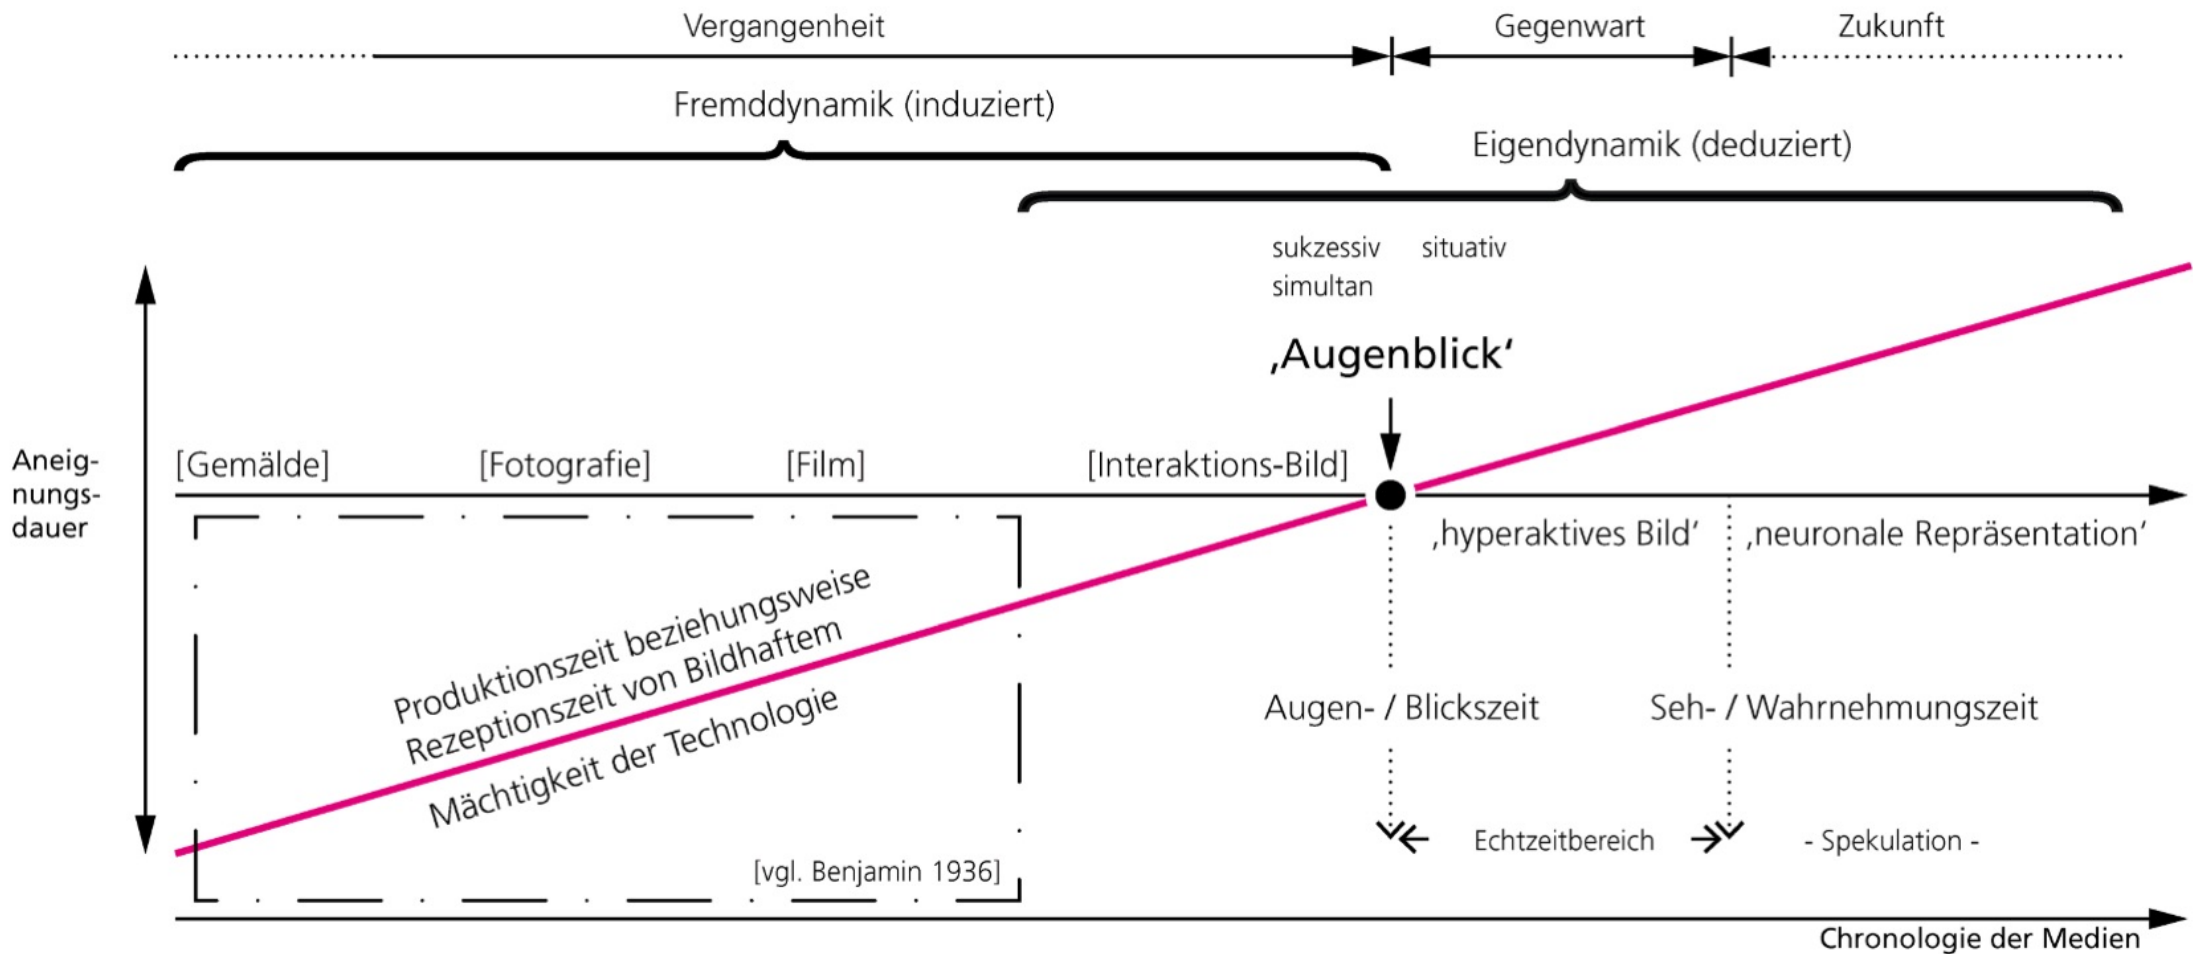 Vergangenheit
Gegenwart
Zukunft
Fremddynamik (induziert)
Eigendynamik (deduziert)
sukzessiv situativ
simultan
‚Augenblick‘
Aneig-
nungs-
dauer
[Gemälde]
[Fotografie]
[Film]
[Interaktions-Bild]
‚hyperaktives Bild‘
‚neuronale Repräsentation‘
Produktionszeit beziehungsweise
Rezeptionszeit von Bildhaftem
Mächtigkeit der Technologie
Augen- / Blickszeit
Seh- / Wahrnehmungszeit
Echtzeitbereich
- Spekulation -
[vgl. Benjamin 1936]
Chronologie der Medien